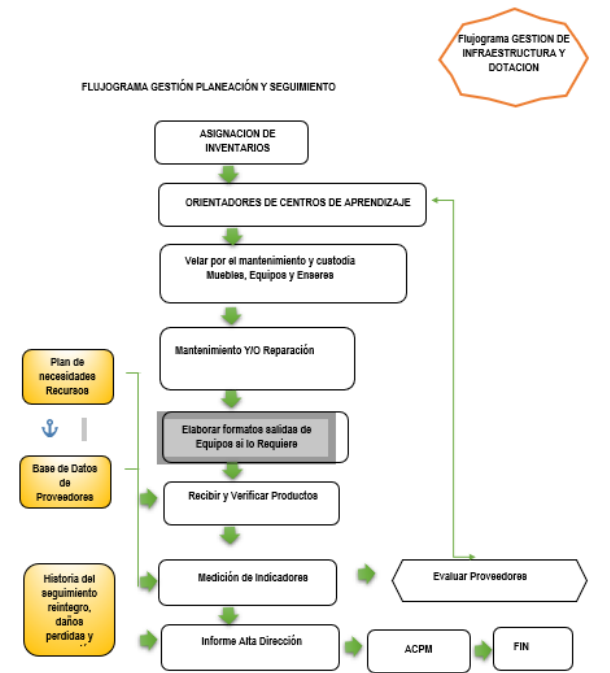 Flujograma GESTION DE
INFRAESTRUCTURA Y
DOTACION
FLUJOGRAMA GESTIÓN PLANEACIÓN Y SEGUIMIENTO
ASIGNACION DE
INVENTARIOS
ORIENTADORES DE CENTROS DE APRENDIZAJE
Velar por el mantenimiento y custodia
Muebles, Equipos y Enseres
Mantenimiento Y/O Reparación
Plan de
necesidades
Recursos
Elaborar formatos salidas de
Equipos si lo Requiere
Base de Datos
de
Proveedores
Recibir y Verificar Productos
Historia del
seguimiento
reintegro,
daños
perdidas y
Medición de Indicadores
Evaluar Proveedores
Informe Alta Dirección
ACPM
FIN